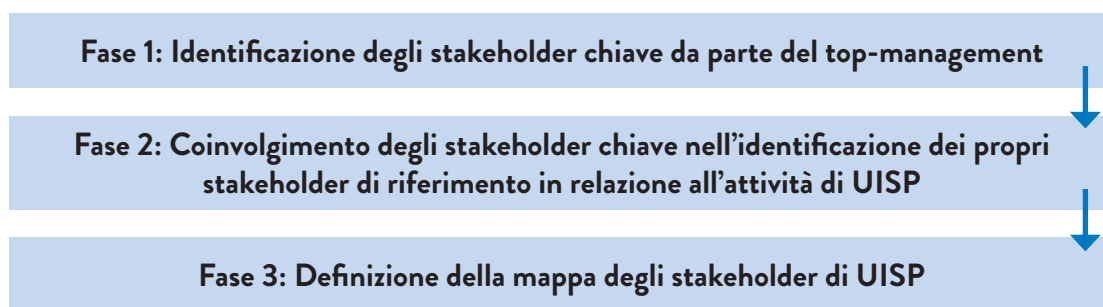 Fase 1: Identificazione degli stakeholder chiave da parte del top-management
Fase 2: Coinvolgimento degli stakeholder chiave nell’identificazione dei propri
stakeholder di riferimento in relazione all’attività di UISP
Fase 3: Definizione della mappa degli stakeholder di UISP